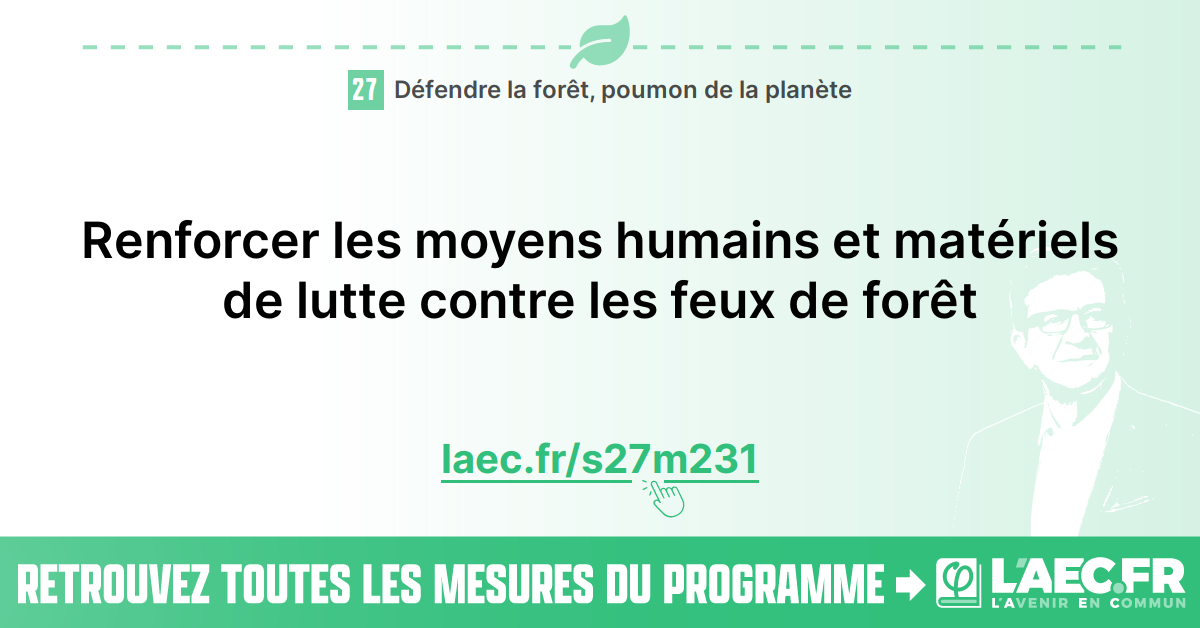 27 Défendre la forêt, poumon de la planète
Renforcer les moyens humains et matériels
de lutte contre les feux de forêt
laec.fr/s27m231
RETROUVEZ TOUTES LES MESURES DU PROGRAMME
φ L'AEC.FR
L'AVENIR EN COMMUN